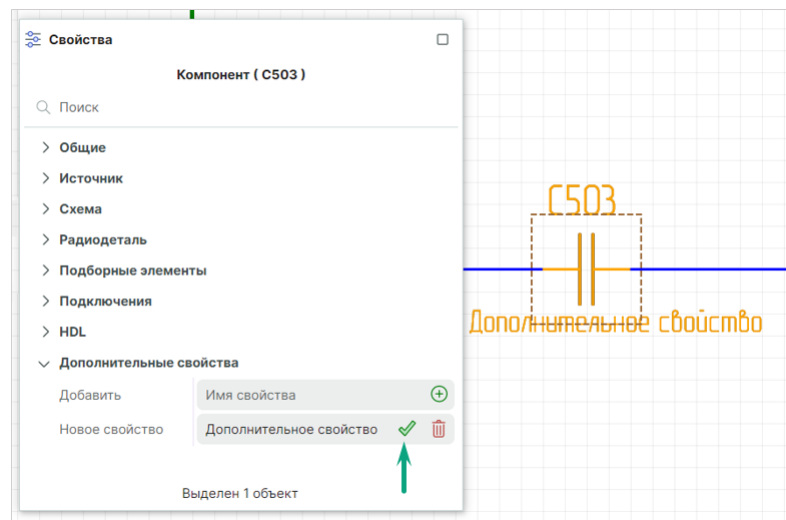 Свойства
Компонент ( C503 )
Поиск
Общие
Источник
Схема
Радиодеталь
Подборные элементы
Подключения
HDL
Дополнительные свойства
Добавить Имя свойства
Новое свойство Дополнительное свойство
Выделен 1 объект
C503
Дополнительное свойство